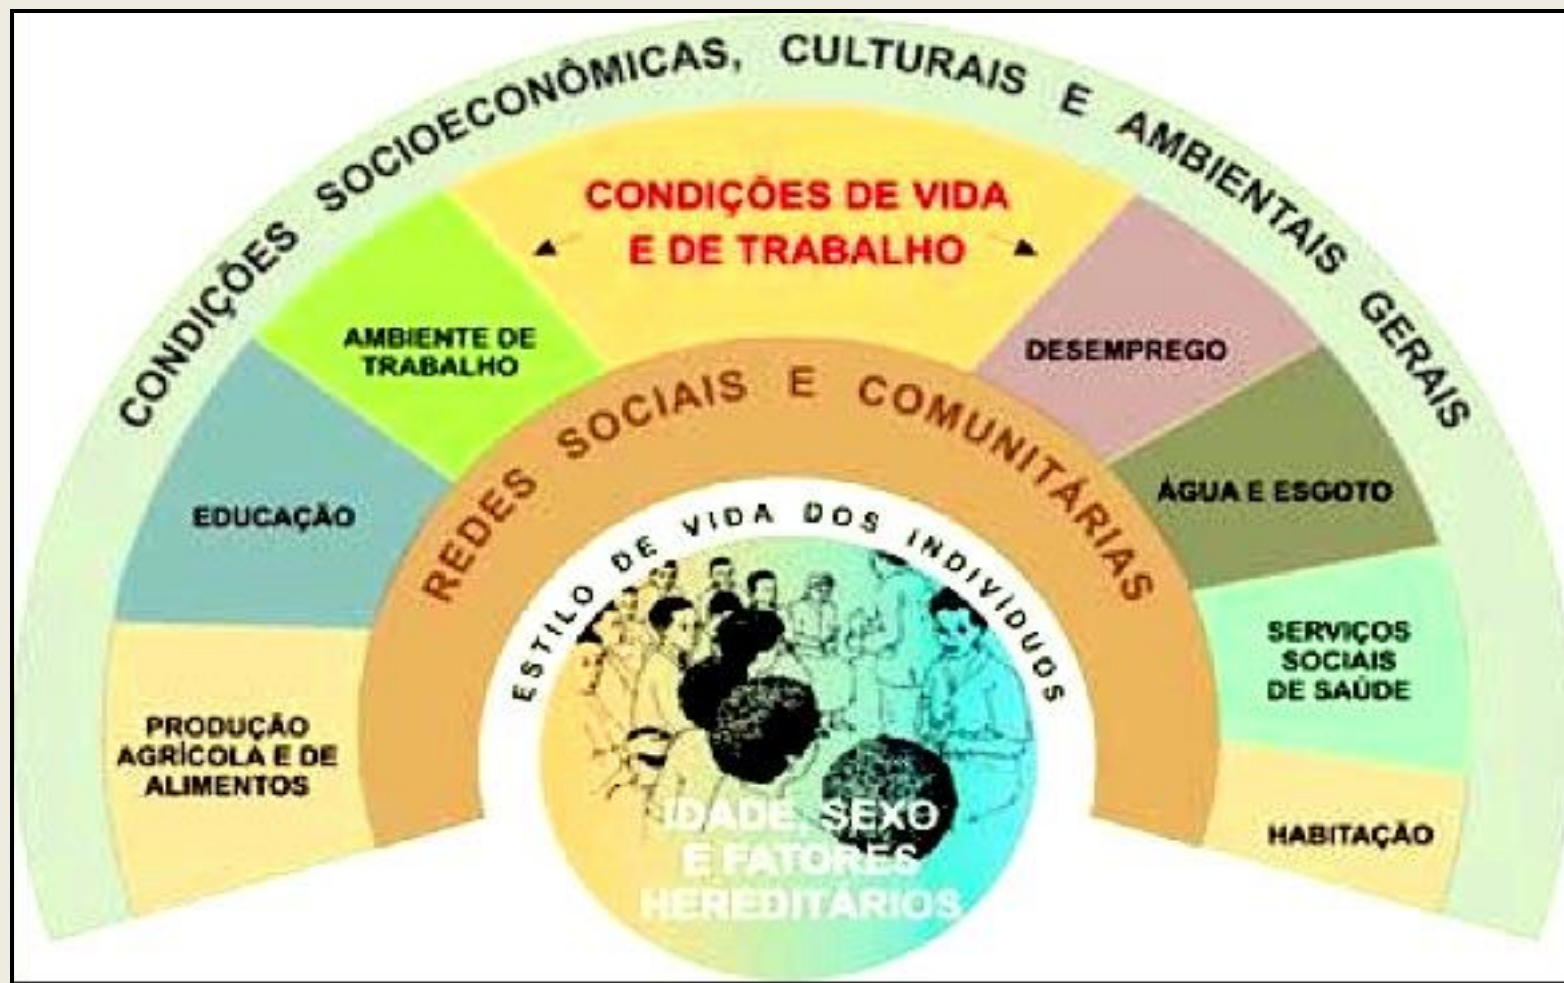 CONDIÇÕES SOCIOECONÔMICAS, CULTURAIS E AMBIENTAIS GERAIS
CONDIÇÕES DE VIDA
E DE TRABALHO
AMBIENTE DE
TRABALHO
DESEMPREGO
EDUCAÇÃO
ÁGUA E ESGOTO
PRODUÇÃO
AGRÍCOLA E DE
ALIMENTOS
SERVIÇOS
SOCIAIS
DE SAÚDE
HABITAÇÃO
REDES SOCIAIS E COMUNITÁRIAS
ESTILO DE VIDA DOS INDIVÍDUOS
IDADE, SEXO
E FATORES
HEREDITÁRIOS